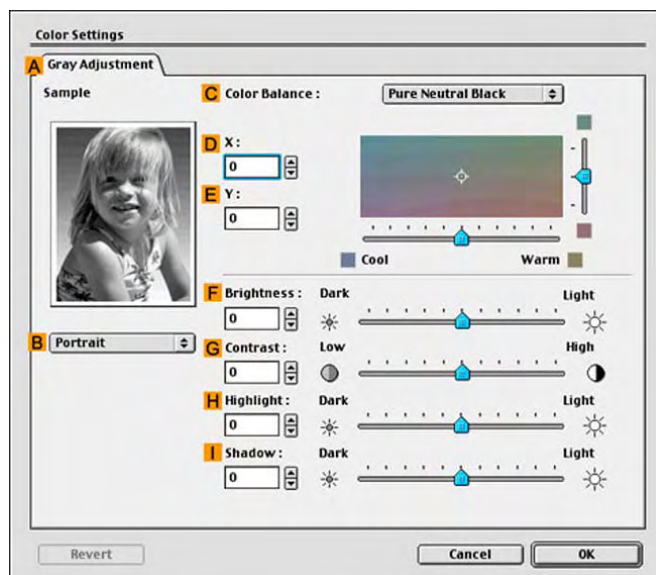 Color Settings
A Gray Adjustment
Sample
C Color Balance : Pure Neutral Black
D X :
0
E Y :
0
Cool Warm
F Brightness : Dark Light
0
B Portrait
G Contrast : Low High
0
H Highlight : Dark Light
0
I Shadow : Dark Light
0
Revert Cancel OK